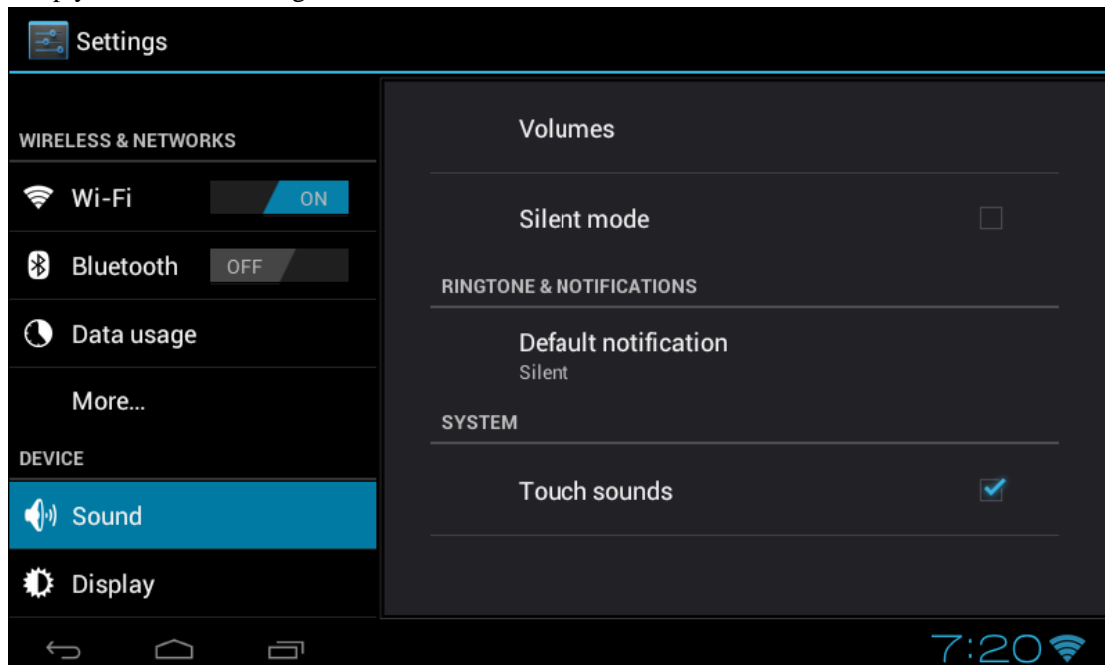 Settings
WIRELESS & NETWORKS
Wi-Fi ON
Bluetooth OFF
Data usage
More...
DEVICE
Sound
Display
Volumes
Silent mode
RINGTONE & NOTIFICATIONS
Default notification
Silent
SYSTEM
Touch sounds
7:20